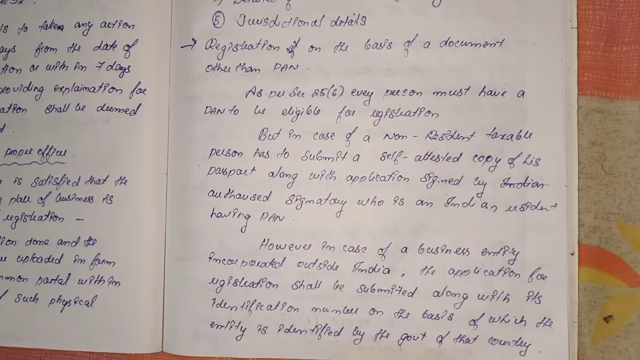 is to taken any action
ays from the date of
tion or with in 7 days
providing explaination for
ation shall be deemed
proper officer
is satisfied that the
place of business is
registration -
tion done and the
uploaded in form
mmon portal within
such physical
⑤ Jurisdictional details
→ Registration on the basis of a document
other than PAN.
As per Sec 25(6) every person must have a
PAN to be eligible for registration
But in case of a Non-Resident taxable
person has to submit a self-attested copy of his
passport along with application signed by Indian
authorised signatory who is an Indian resident
having PAN.
However in case of a business entity
incorporated outside India, the application for
registration shall be submitted along with its
identification number on the basis of which the
entity is identified by the govt of that country.